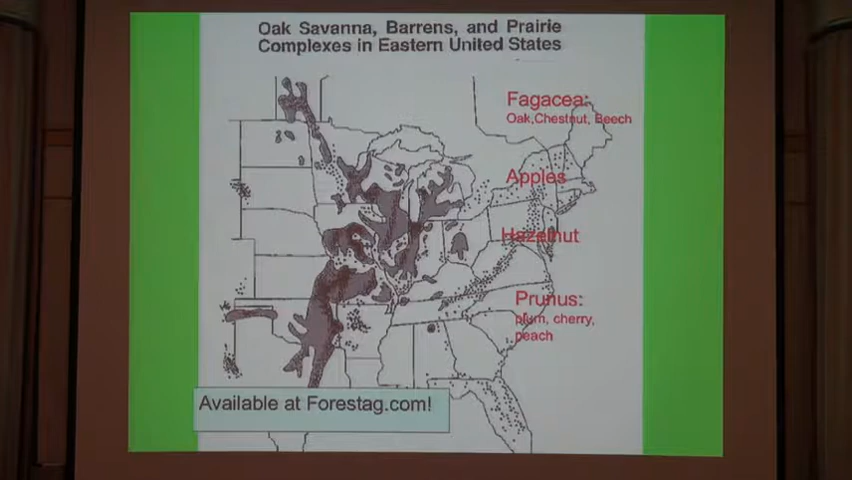 Oak Savanna, Barrens, and Prairie
Complexes in Eastern United States
Fagacea:
Oak,Chestnut, Beech
Apples
Hazelnut
Prunus:
plum, cherry,
peach
Available at Forestag.com!